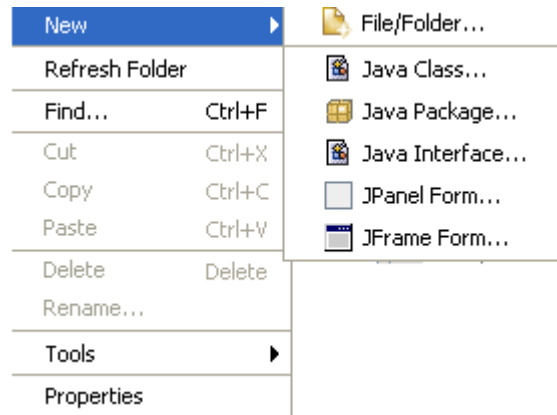 New
Refresh Folder
Find... Ctrl+F
Cut Ctrl+X
Copy Ctrl+C
Paste Ctrl+V
Delete Delete
Rename...
Tools
Properties
File/Folder...
Java Class...
Java Package...
Java Interface...
JPanel Form...
JFrame Form...